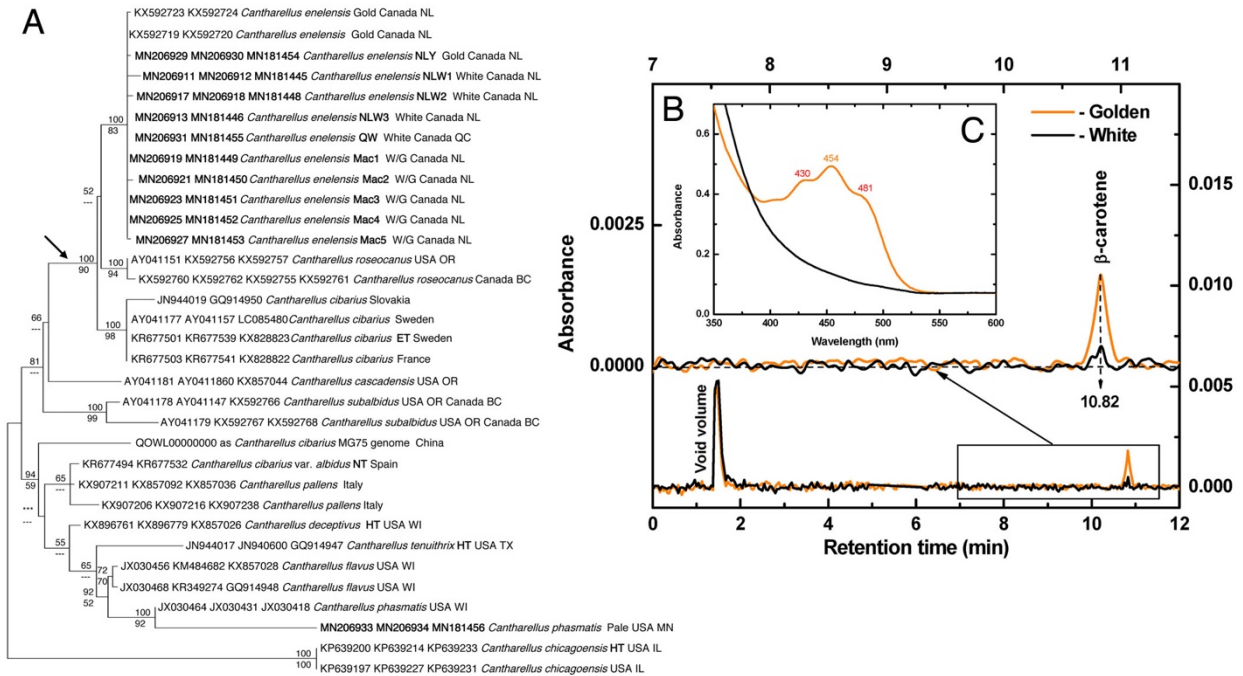 A
KX592723 KX592724 Cantharellus enelensis Gold Canada NL
KX592719 KX592720 Cantharellus enelensis Gold Canada NL
MN206929 MN206930 MN181454 Cantharellus enelensis NLY Gold Canada NL
MN206911 MN206912 MN181445 Cantharellus enelensis NLW1 White Canada NL
MN206917 MN206918 MN181448 Cantharellus enelensis NLW2 White Canada NL
MN206913 MN181446 Cantharellus enelensis NLW3 White Canada NL
100
83
MN206931 MN181455 Cantharellus enelensis QW White Canada QC
MN206919 MN181449 Cantharellus enelensis Mac1 W/G Canada NL
MN206921 MN181450 Cantharellus enelensis Mac2 W/G Canada NL
52
---
MN206923 MN181451 Cantharellus enelensis Mac3 W/G Canada NL
MN206925 MN181452 Cantharellus enelensis Mac4 W/G Canada NL
MN206927 MN181453 Cantharellus enelensis Mac5 W/G Canada NL
100
90
100
94
AY041151 KX592756 KX592757 Cantharellus roseocanus USA OR
KX592760 KX592762 KX592755 KX592761 Cantharellus roseocanus Canada BC
JN944019 GQ914950 Cantharellus cibarius Slovakia
66
---
AY041177 AY041157 LC085480 Cantharellus cibarius Sweden
100
98
KR677501 KR677539 KX828823 Cantharellus cibarius ET Sweden
KR677503 KR677541 KX828822 Cantharellus cibarius France
81
---
AY041181 AY0411860 KX857044 Cantharellus cascadensis USA OR
100
99
AY041178 AY041147 KX592766 Cantharellus subalbidus USA OR Canada BC
AY041179 KX592767 KX592768 Cantharellus subalbidus USA OR Canada BC
QOWL00000000 as Cantharellus cibarius MG75 genome China
94
59
KR677494 KR677532 Cantharellus cibarius var. albidus NT Spain
65
---
KX907211 KX857092 KX857036 Cantharellus pallens Italy
KX907206 KX907216 KX907238 Cantharellus pallens Italy
---
---
KX896761 KX896779 KX857026 Cantharellus deceptivus HT USA WI
55
---
JN944017 JN940600 GQ914947 Cantharellus tenuithrix HT USA TX
65
---
72
70
JX030456 KM484682 KX857028 Cantharellus flavus USA WI
JX030468 KR349274 GQ914948 Cantharellus flavus USA WI
92
52
JX030464 JX030431 JX030418 Cantharellus phasmatis USA WI
100
92
MN206933 MN206934 MN181456 Cantharellus phasmatis Pale USA MN
100
100
KP639200 KP639214 KP639233 Cantharellus chicagoensis HT USA IL
KP639197 KP639227 KP639231 Cantharellus chicagoensis USA IL
7 8 9 10 11
B
C
- Golden
- White
0.6
0.4
0.2
0.0
Absorbance
430
454
481
350 400 450 500 550 600
Wavelength (nm)
Absorbance
0.0025
0.0000
β-carotene
10.82
0.015
0.010
0.005
0.000
Void volume
0 2 4 6 8 10 12
Retention time (min)